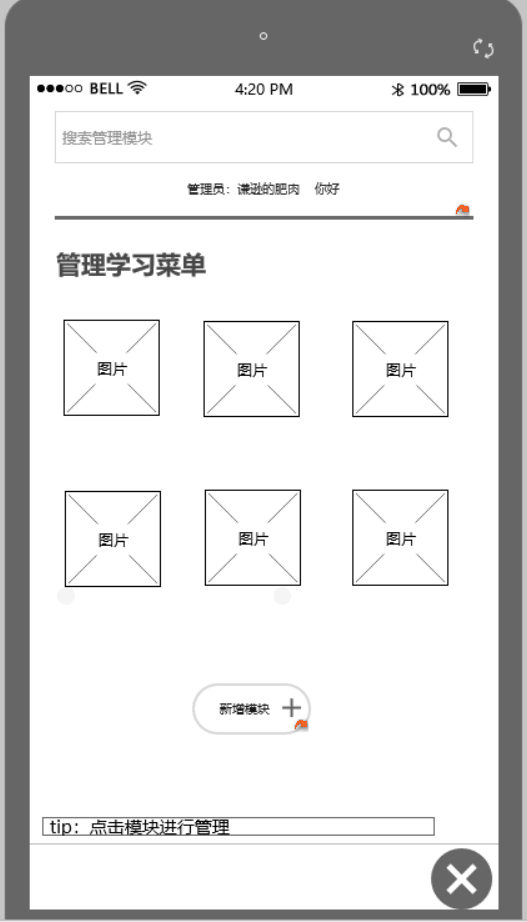 BELL 4:20 PM 100%
搜索管理模块
管理员：谦逊的肥肉 你好
管理学习菜单
图片 图片 图片
图片 图片 图片
新增模块
tip：点击模块进行管理